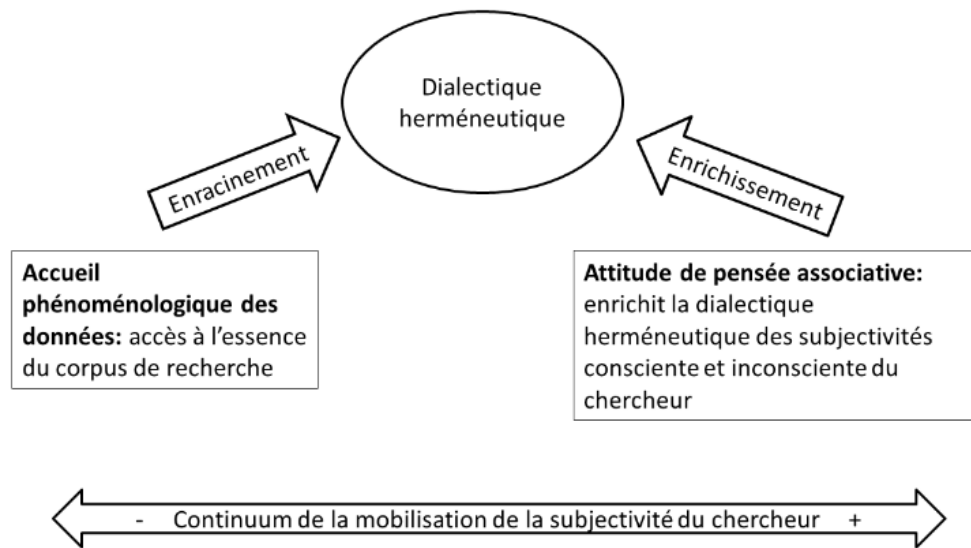 Dialectique
herméneutique
Enracinement
Enrichissement
Accueil
phénoménologique des
données: accès à l’essence
du corpus de recherche
Attitude de pensée associative:
enrichit la dialectique
herméneutique des subjectivités
consciente et inconsciente du
chercheur
- Continuum de la mobilisation de la subjectivité du chercheur +